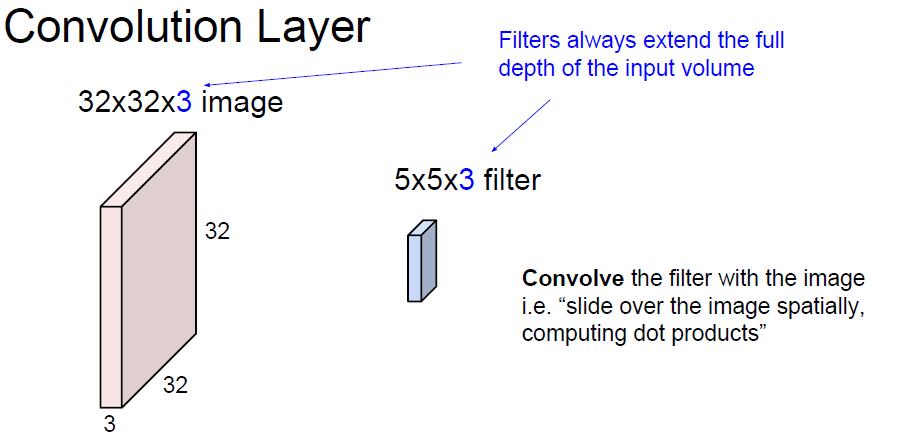 Convolution Layer
Filters always extend the full
depth of the input volume
32x32x3 image
5x5x3 filter
32
32
3
Convolve the filter with the image
i.e. “slide over the image spatially,
computing dot products”